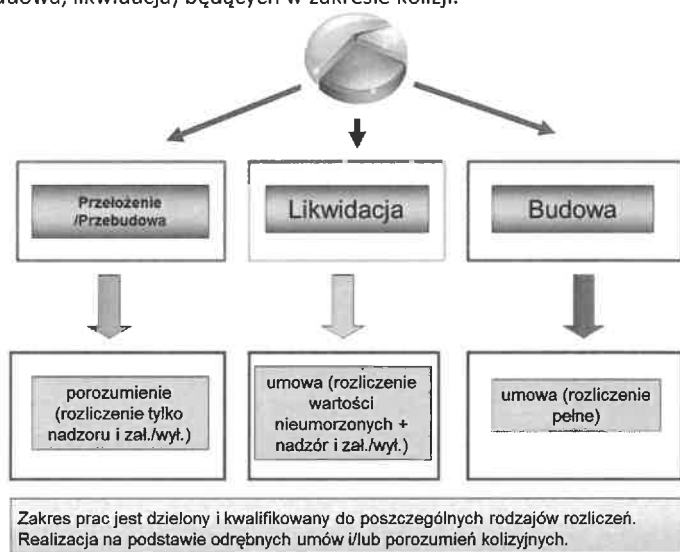 likwidacja) będących w zakresie kolizji.
Przełożenie
/Przebudowa
Likwidacja
Budowa
porozumienie
(rozliczenie tylko
nadzoru i zał./wył.)
umowa (rozliczenie
wartości
nieumorzonych +
nadzór i zał./wył.)
umowa (rozliczenie
pełne)
Zakres prac jest dzielony i kwalifikowany do poszczególnych rodzajów rozliczeń.
Realizacja na podstawie odrębnych umów i/lub porozumień kolizyjnych.